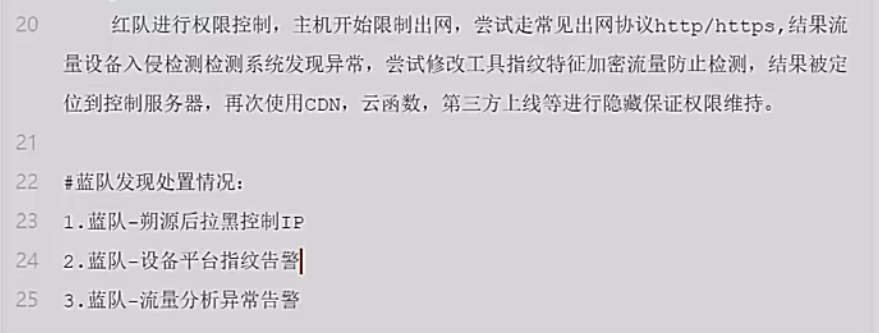 20 红队进行权限控制，主机开始限制出网，尝试走常见出网协议http/https,结果流
量设备入侵检测检测系统发现异常，尝试修改工具指纹特征加密流量防止检测，结果被定
位到控制服务器，再次使用CDN，云函数，第三方上线等进行隐藏保证权限维持。
21
22 #蓝队发现处置情况：
23 1.蓝队-朔源后拉黑控制IP
24 2.蓝队-设备平台指纹告警
25 3.蓝队-流量分析异常告警